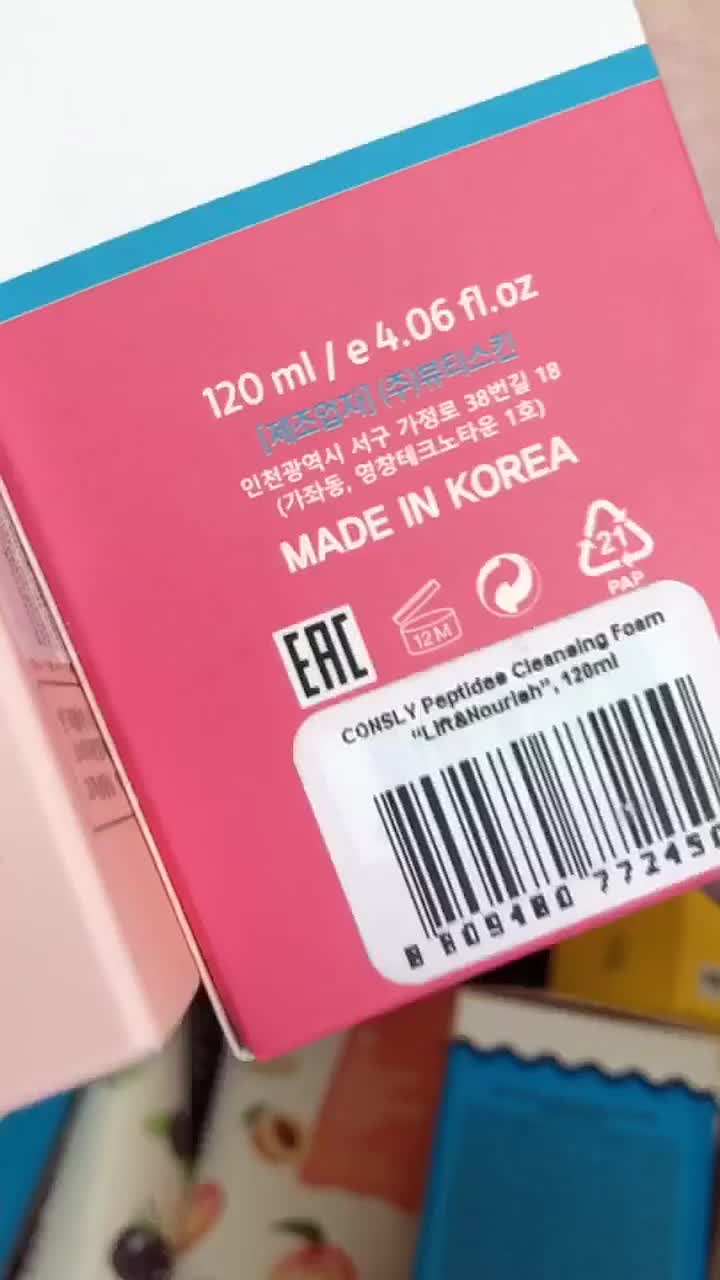 120 ml / e 4.06 fl.oz
[제조업자] (주)뷰티스킨
인천광역시 서구 가정로 38번길 18
(가좌동, 영창테크노타운 1호)
MADE IN KOREA
21
PAP
12M
EAC
CONSLY Peptides Cleansing Foam
"Lift&Nourish", 120ml
8 809480 772450